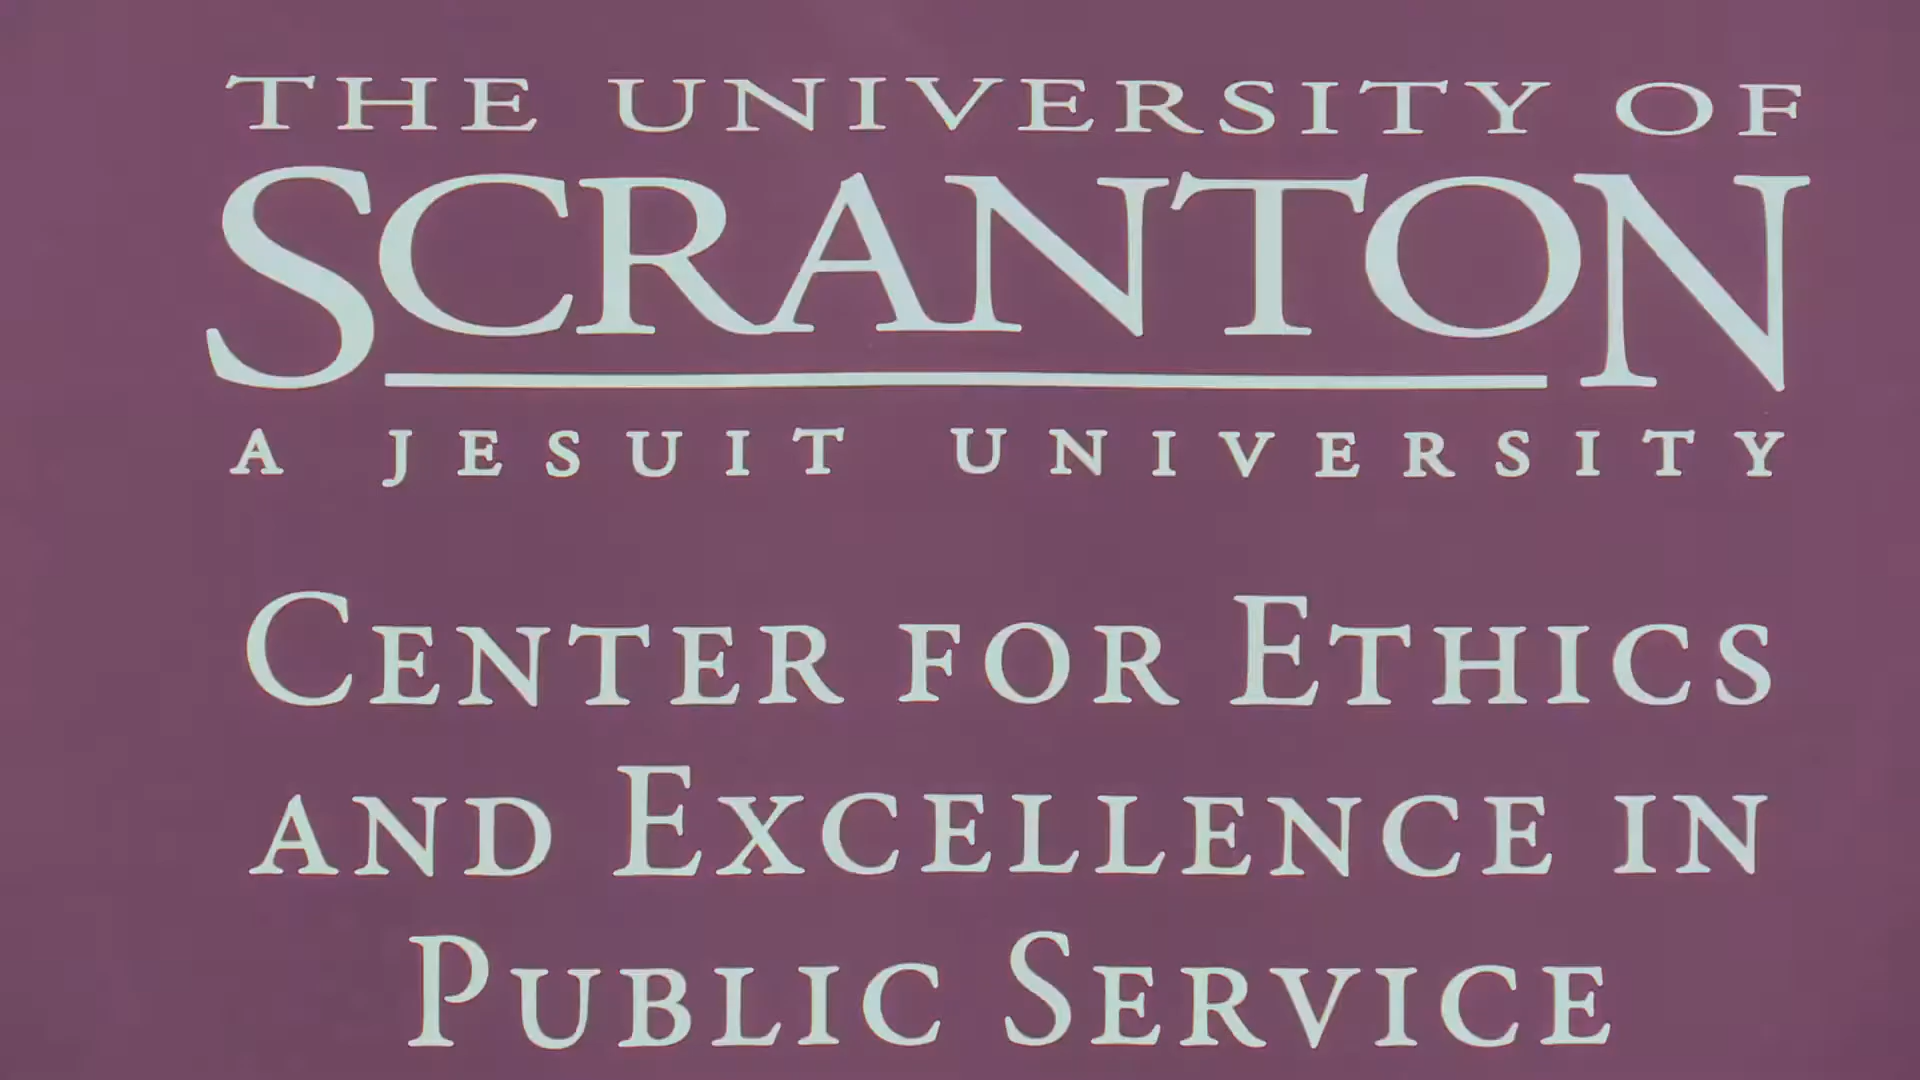 THE UNIVERSITY OF
SCRANTON
A JESUIT UNIVERSITY
CENTER FOR ETHICS
AND EXCELLENCE IN
PUBLIC SERVICE